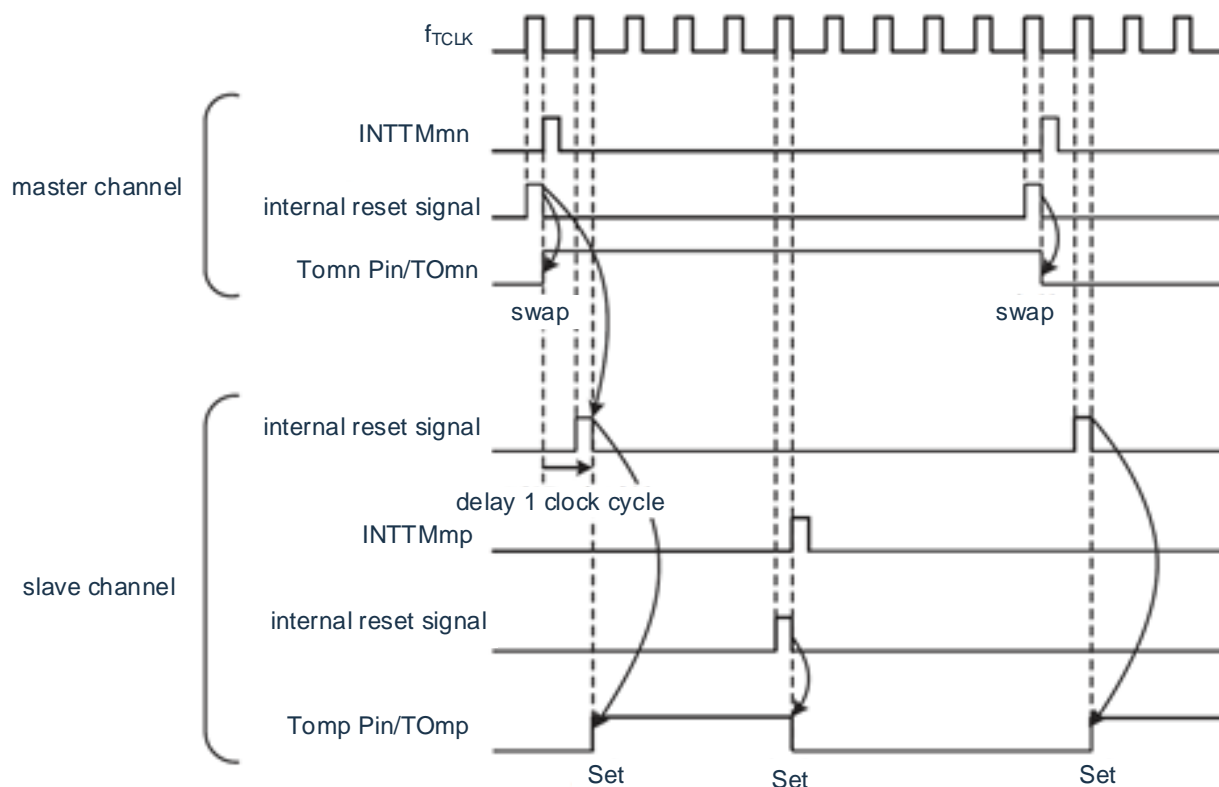 fTCLK
INTTMmn
master channel
internal reset signal
Tomn Pin/TOmn
swap
swap
internal reset signal
delay 1 clock cycle
INTTMmp
slave channel
internal reset signal
Tomp Pin/TOmp
Set
Set
Set